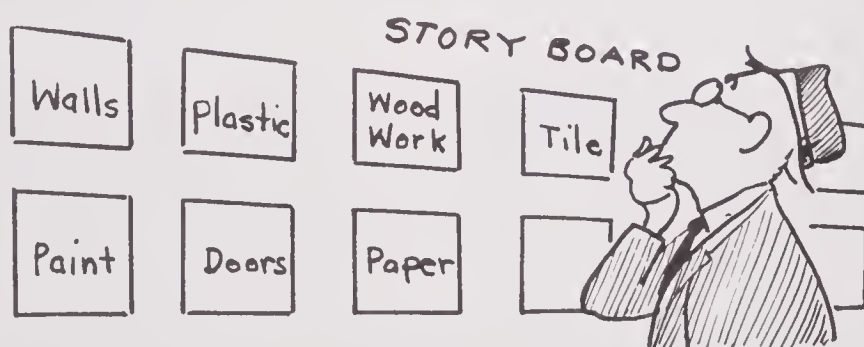 STORY BOARD
Walls
Plastic
Wood
Work
Tile
Paint
Doors
Paper